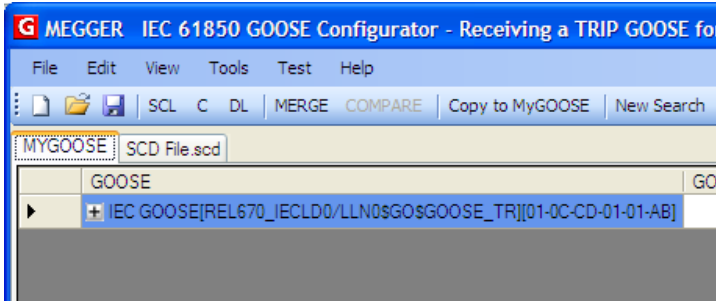 G MEGGER IEC 61850 GOOSE Configurator - Receiving a TRIP GOOSE fo
File Edit View Tools Test Help
SCL C DL MERGE COMPARE Copy to MyGOOSE New Search
MYGOOSE SCD File.scd
GOOSE GO
IEC GOOSE[REL670_IECLD0/LLN0$GO$GOOSE_TR][01-0C-CD-01-01-AB]